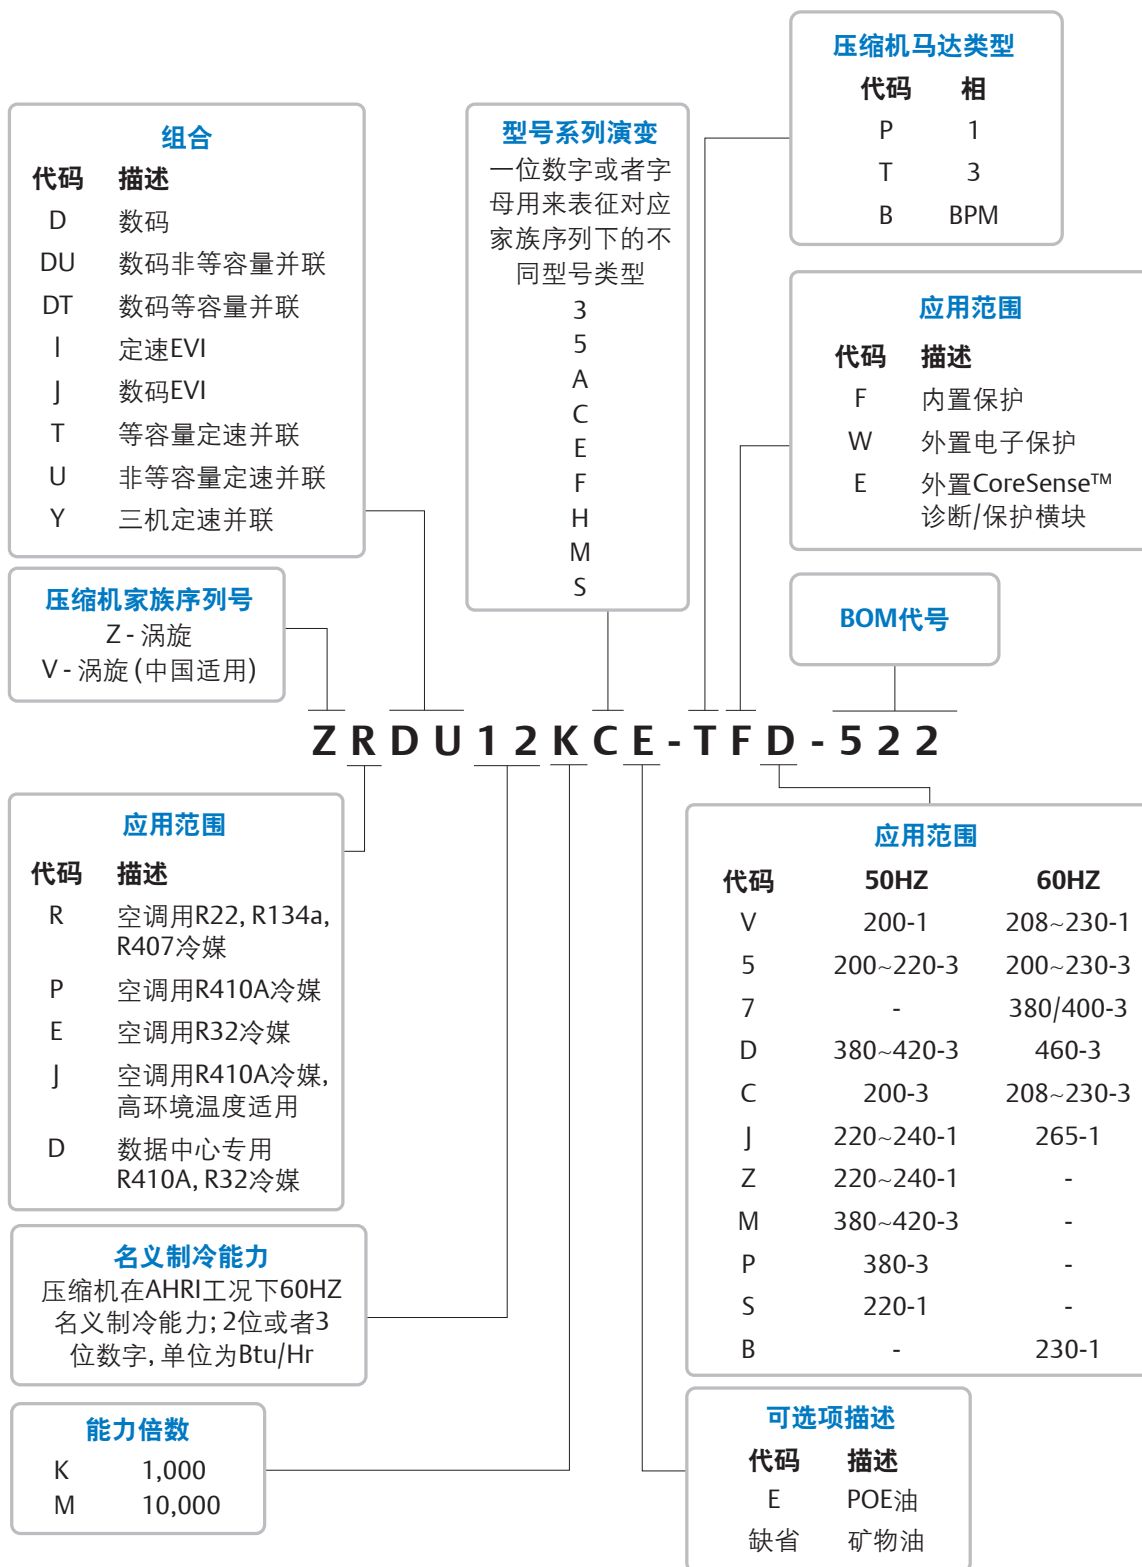 压缩机马达类型
代码 相
P 1
T 3
B BPM
组合
代码 描述
D 数码
DU 数码非等容量并联
DT 数码等容量并联
I 定速EVI
J 数码EVI
T 等容量定速并联
U 非等容量定速并联
Y 三机定速并联
型号系列演变
一位数字或者字
母用来表征对应
家族序列下的不
同型号类型
3
5
A
C
E
F
H
M
S
应用范围
代码 描述
F 内置保护
W 外置电子保护
E 外置CoreSense™
诊断/保护横块
压缩机家族序列号
Z - 涡旋
V - 涡旋 (中国适用)
BOM代号
ZRDU12KCE-TFD-522
应用范围
代码 描述
R 空调用R22, R134a,
R407冷媒
P 空调用R410A冷媒
E 空调用R32冷媒
J 空调用R410A冷媒,
高环境温度适用
D 数据中心专用
R410A, R32冷媒
名义制冷能力
压缩机在AHRI工况下60HZ
名义制冷能力; 2位或者3
位数字, 单位为Btu/Hr
能力倍数
K 1,000
M 10,000
应用范围
代码 50HZ 60HZ
V 200-1 208~230-1
5 200~220-3 200~230-3
7 - 380/400-3
D 380~420-3 460-3
C 200-3 208~230-3
J 220~240-1 265-1
Z 220~240-1 -
M 380~420-3 -
P 380-3 -
S 220-1 -
B - 230-1
可选项描述
代码 描述
E POE油
缺省 矿物油